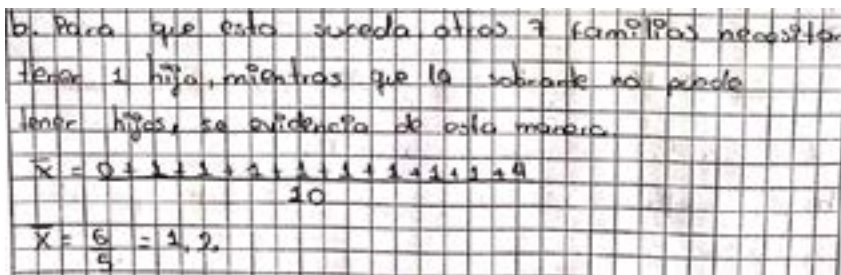 b. Para que esto suceda otras 7 familias necesitan
tener 1 hijo, mientras que la sobrante no puede
tener hijos, se evidencia de esta manera.
x̄ = 0+1+1+1+1+1+1+1+1+4
10
x̄ = 6/5 = 1,2.